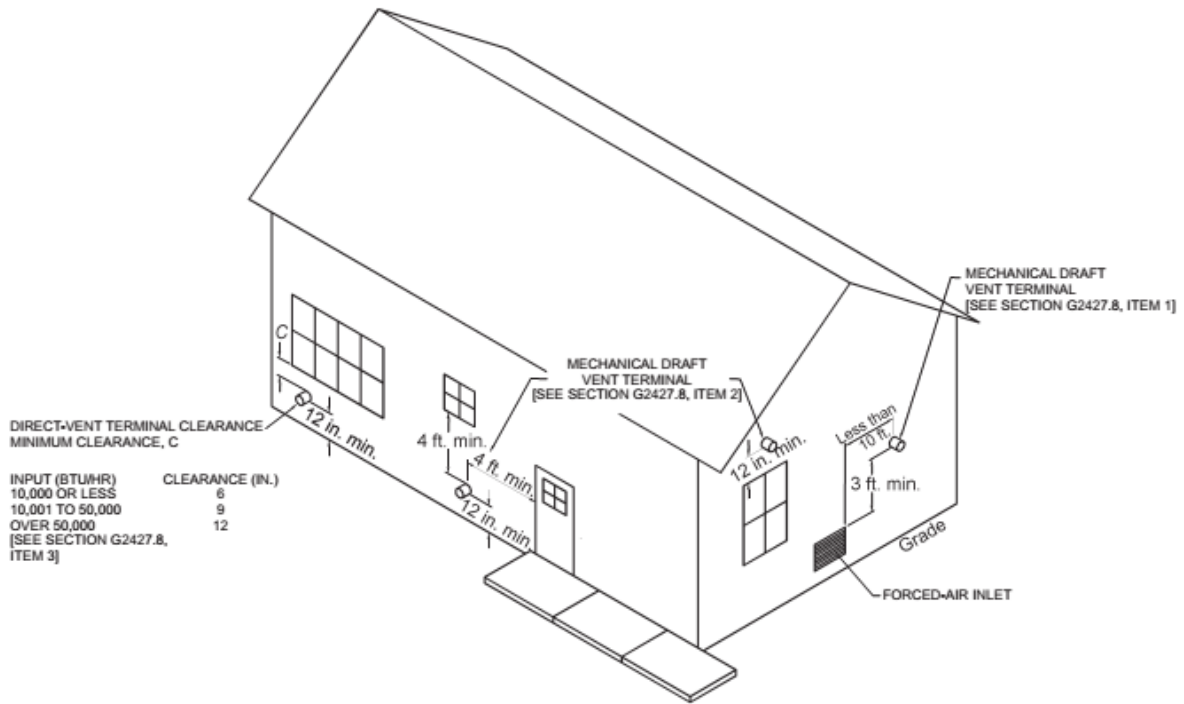 MECHANICAL DRAFT
VENT TERMINAL
[SEE SECTION G2427.8, ITEM 1]
C
MECHANICAL DRAFT
VENT TERMINAL
[SEE SECTION G2427.8, ITEM 2]
DIRECT-VENT TERMINAL CLEARANCE
MINIMUM CLEARANCE, C
12 in. min.
4 ft. min.
4 ft. min.
12 in. min.
12 in. min.
Less than
10 ft.
3 ft. min.
INPUT (BTU/HR) CLEARANCE (IN.)
10,000 OR LESS 6
10,001 TO 50,000 9
OVER 50,000 12
[SEE SECTION G2427.8,
ITEM 3]
Grade
FORCED-AIR INLET